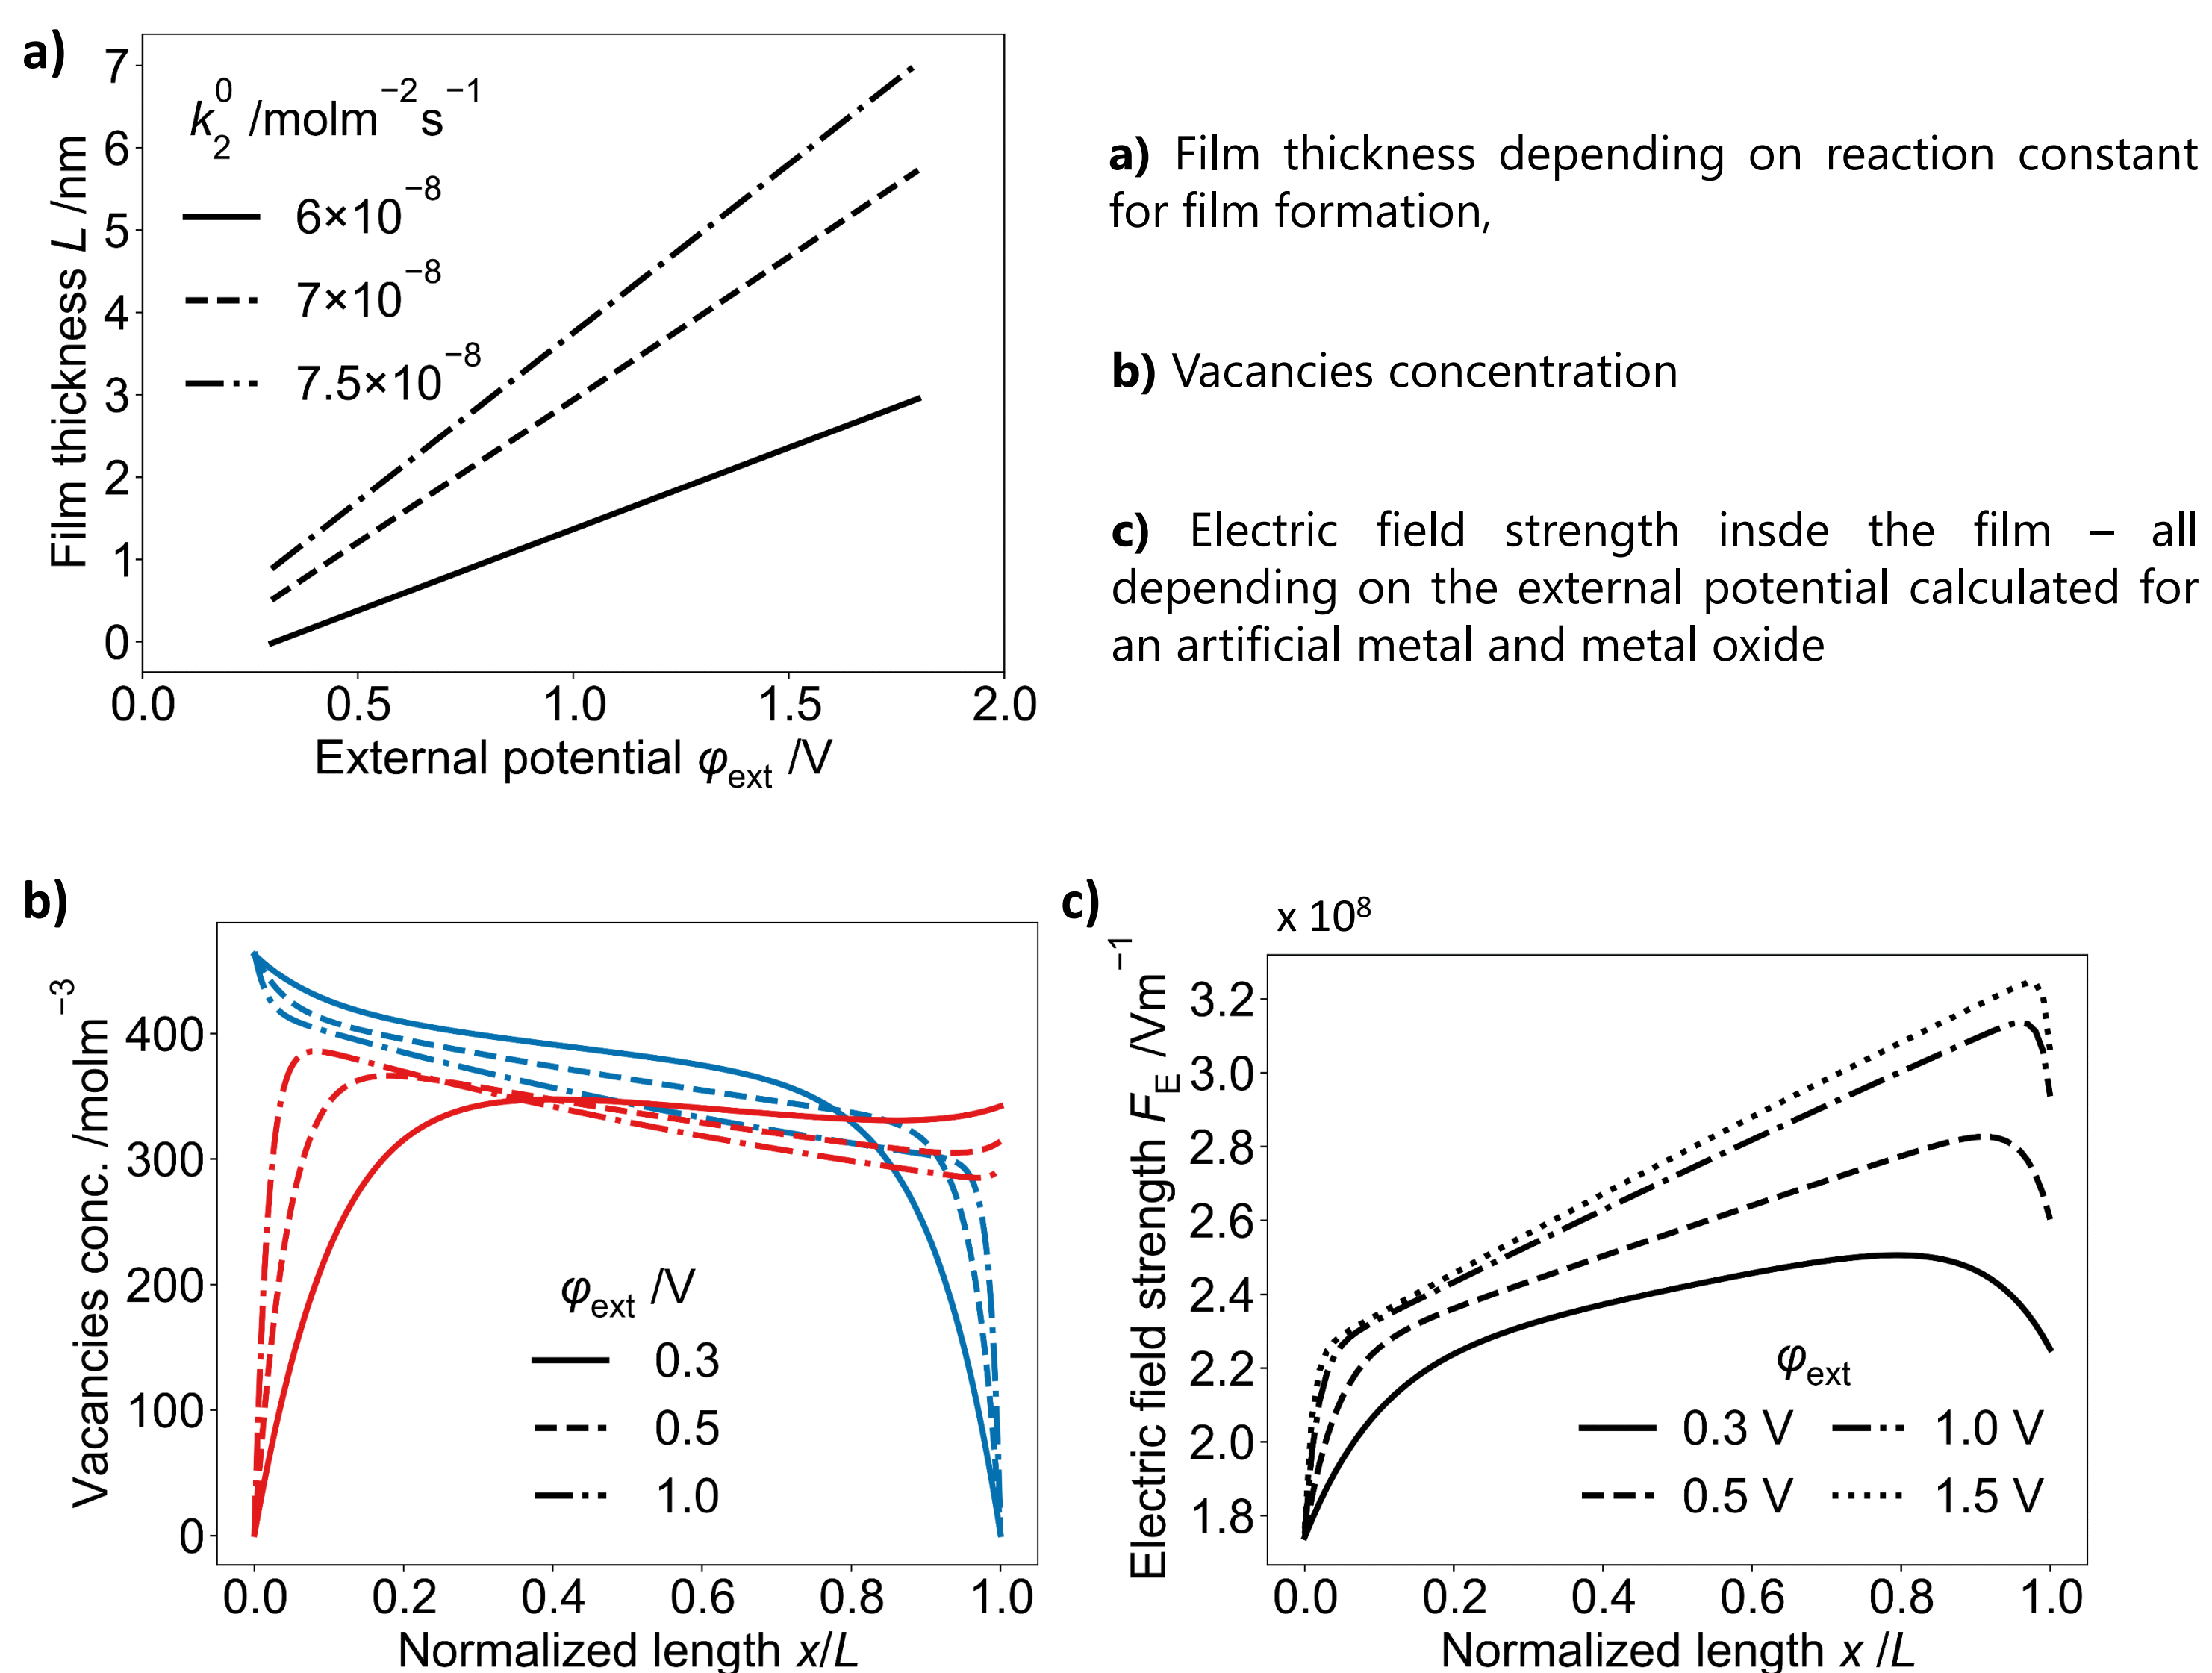 a)
7
6
5
4
3
2
1
0
Film thickness L /nm
k₂⁰ /molm⁻²s⁻¹
6×10⁻⁸
7×10⁻⁸
7.5×10⁻⁸
0.0 0.5 1.0 1.5 2.0
External potential φext /V
a) Film thickness depending on reaction constant
for film formation,
b) Vacancies concentration
c) Electric field strength insde the film – all
depending on the external potential calculated for
an artificial metal and metal oxide
b)
Vacancies conc. /molm⁻³
400
300
200
100
0
φext /V
0.3
0.5
1.0
0.0 0.2 0.4 0.6 0.8 1.0
Normalized length x/L
c)
x 10⁸
Electric field strength FE /Vm⁻¹
3.2
3.0
2.8
2.6
2.4
2.2
2.0
1.8
φext
0.3 V 1.0 V
0.5 V 1.5 V
0.0 0.2 0.4 0.6 0.8 1.0
Normalized length x /L